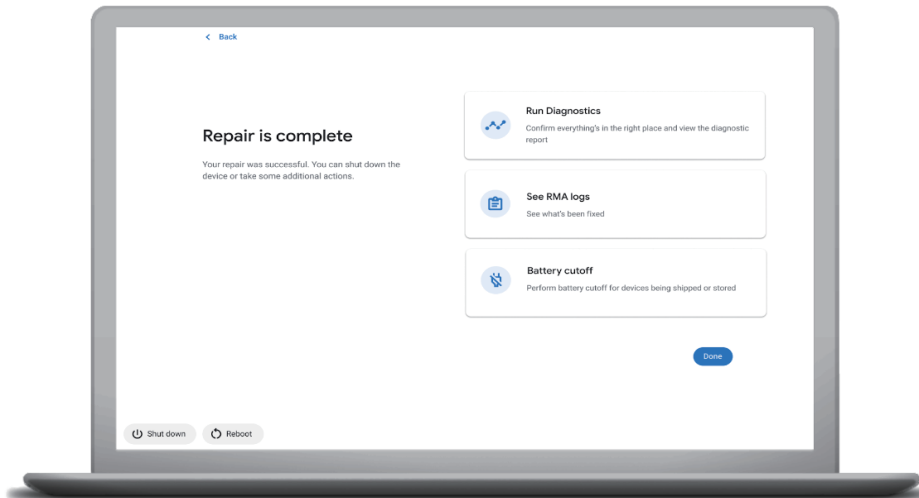 Back
Repair is complete
Your repair was successful. You can shut down the
device or take some additional actions.
Run Diagnostics
Confirm everything's in the right place and view the diagnostic
report
See RMA logs
See what's been fixed
Battery cutoff
Perform battery cutoff for devices being shipped or stored
Done
Shut down
Reboot